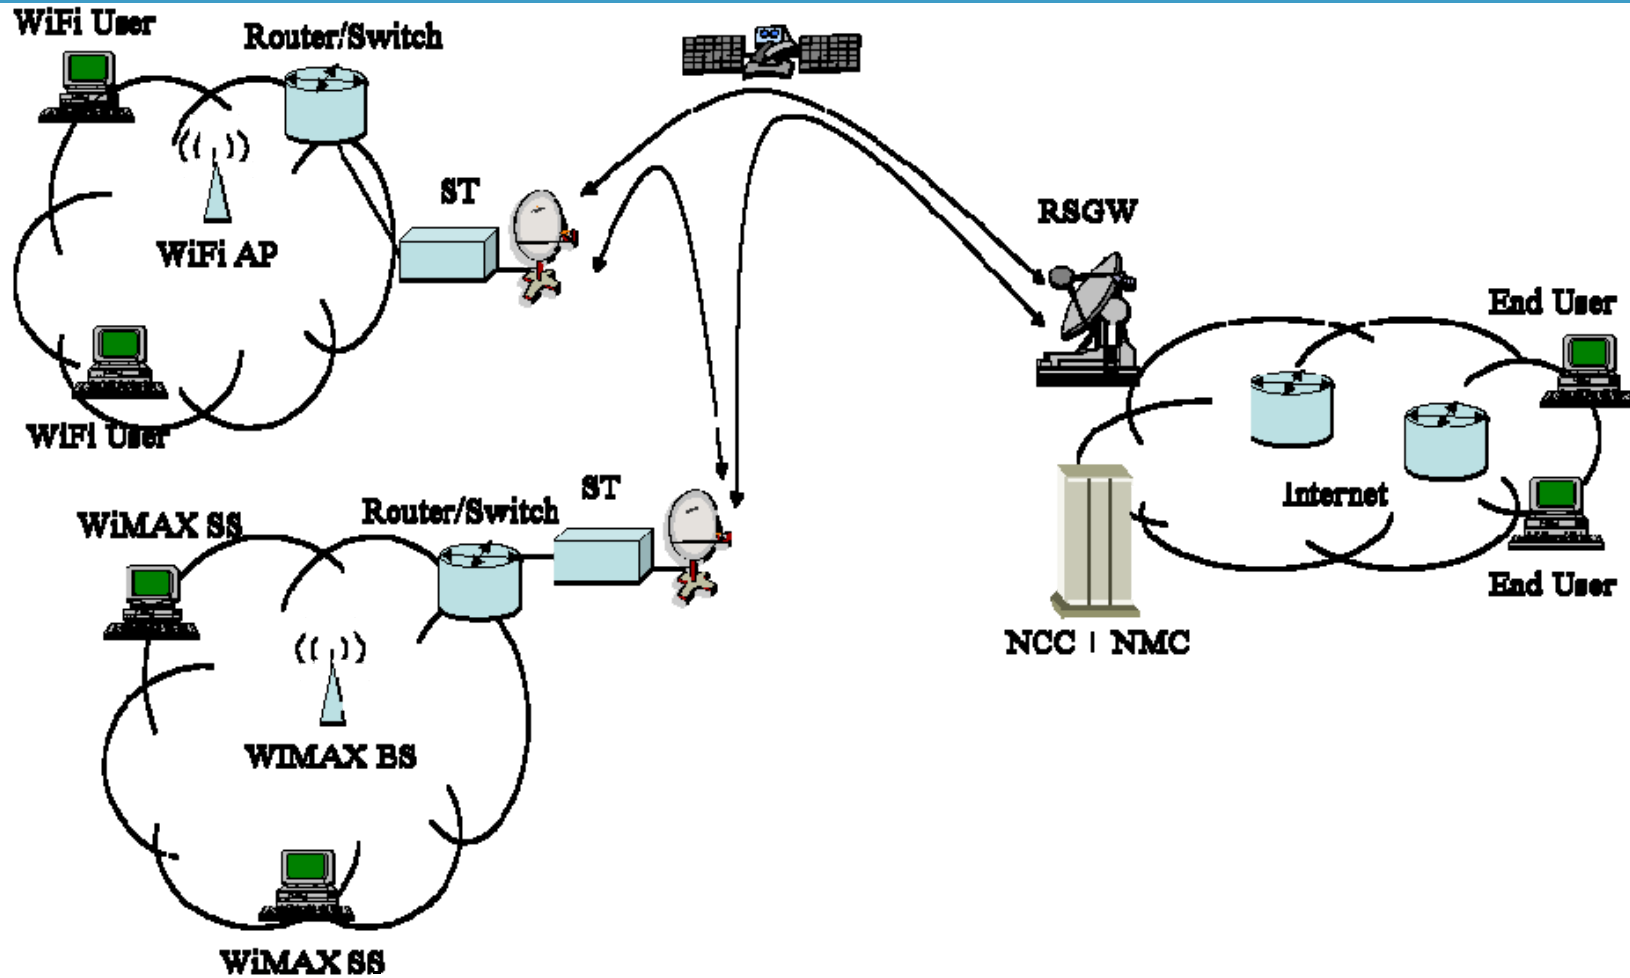 WiFi User
Router/Switch
ST
WiFi AP
RSGW
End User
WiFi User
ST
Router/Switch
WiMAX SS
Internet
End User
NCC | NMC
WIMAX BS
WiMAX SS